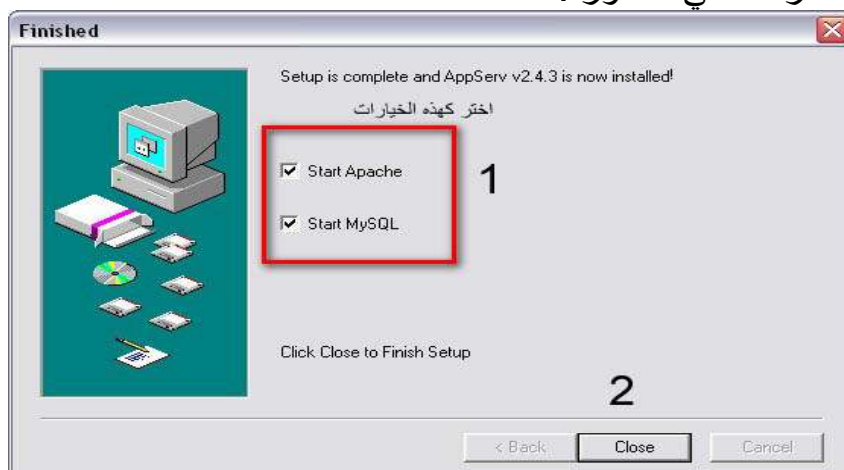 Finished
Setup is complete and AppServ v2.4.3 is now installed!
اختر كهذه الخيارات
Start Apache
1
Start MySQL
Click Close to Finish Setup
2
< Back Close Cancel